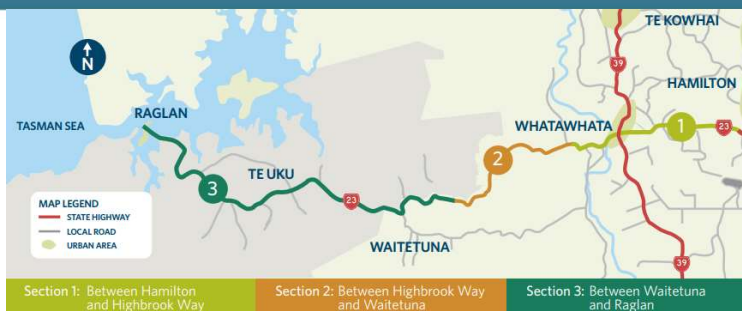 TE KOWHAI
N
39
HAMILTON
RAGLAN
TASMAN SEA
WHATAWHATA
1
23
2
TE UKU
3
23
MAP LEGEND
STATE HIGHWAY
LOCAL ROAD
URBAN AREA
WAITETUNA
39
Section 1: Between Hamilton
and Highbrook Way
Section 2: Between Highbrook Way
and Waitetuna
Section 3: Between Waitetuna
and Raglan